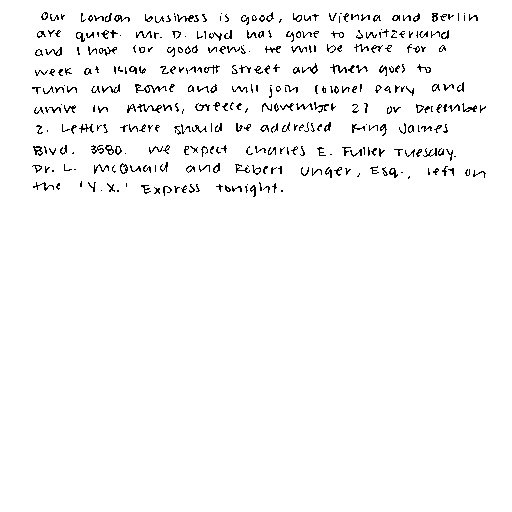 Our London business is good, but Vienna and Berlin
are quiet. Mr. D. Lloyd has gone to Switzerland
and I hope for good news. He will be there for a
week at 1496 Zermott Street and then goes to
Turin and Rome and will join Colonel Parry and
arrive in Athens, Greece, November 27 or December
2. Letters there should be addressed King James
Blvd. 3580. We expect Charles E. Fuller Tuesday.
Dr. L. McQuaid and Robert Unger, Esq., left on
the 'Y.X.' Express tonight.